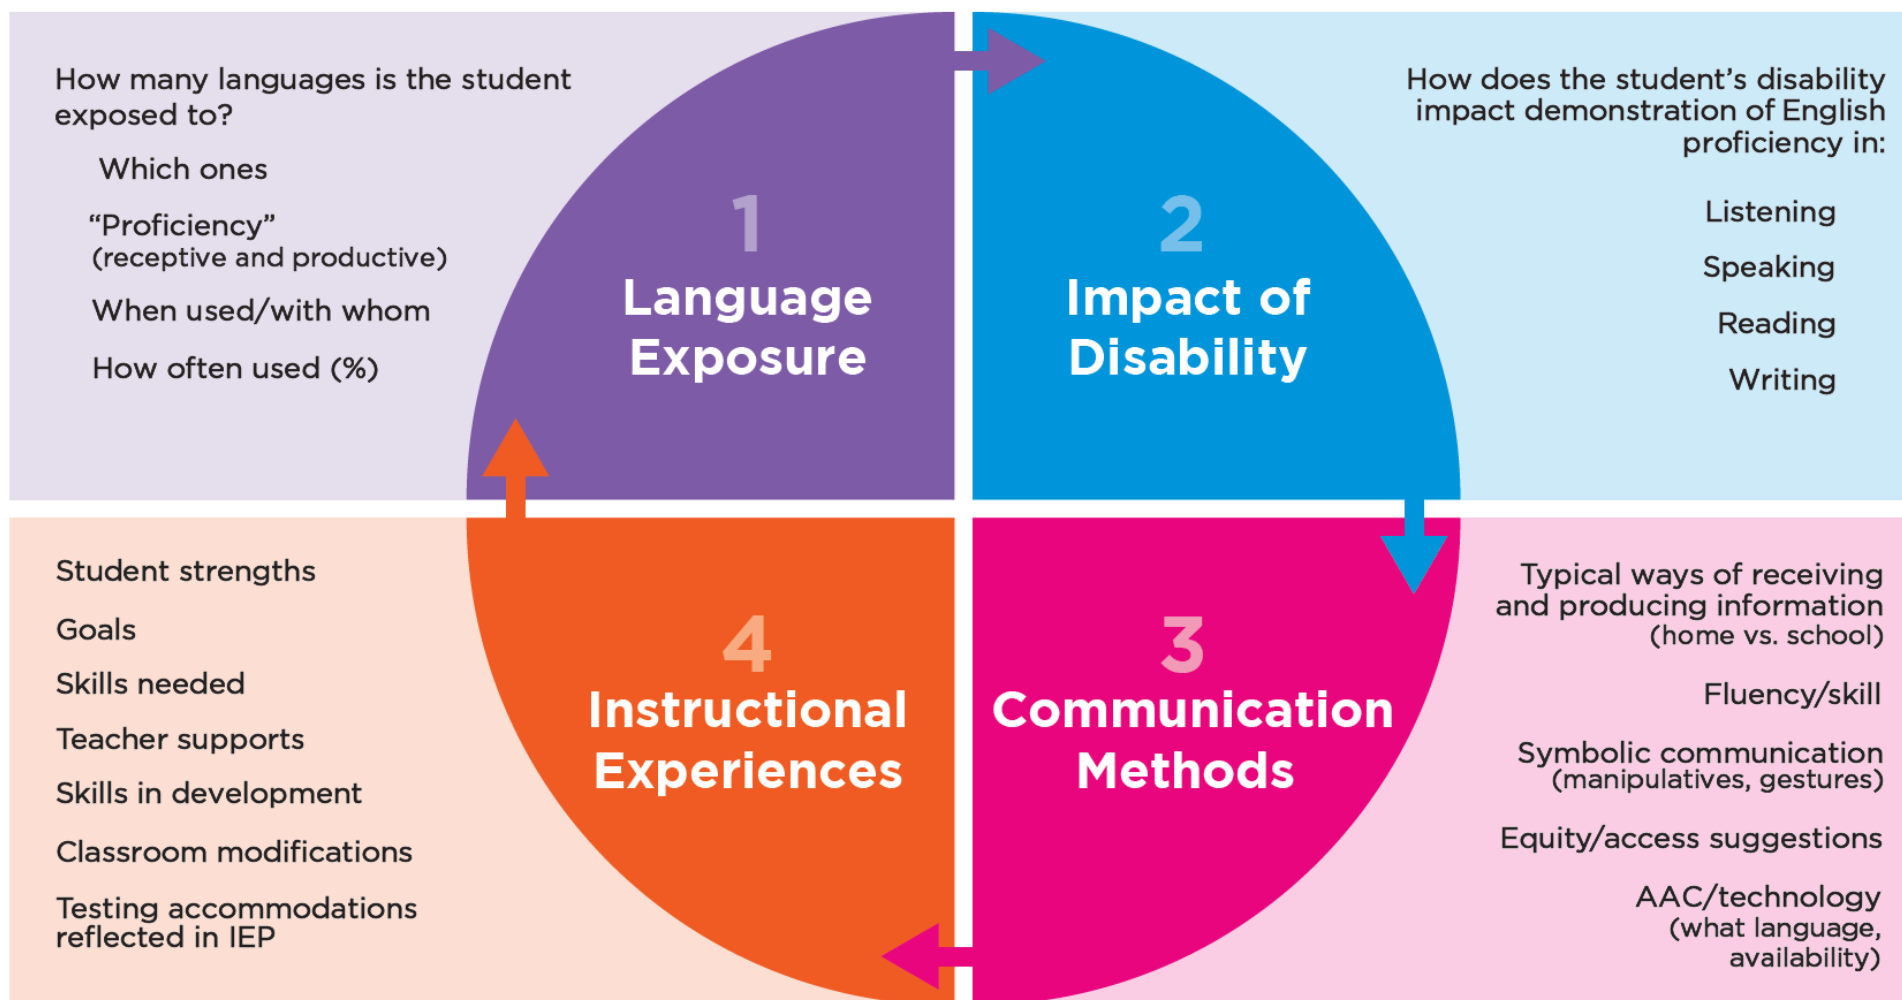 How many languages is the student
exposed to?
Which ones
“Proficiency”
(receptive and productive)
When used/with whom
How often used (%)
1
Language
Exposure
2
Impact of
Disability
How does the student’s disability
impact demonstration of English
proficiency in:
Listening
Speaking
Reading
Writing
3
Communication
Methods
Typical ways of receiving
and producing information
(home vs. school)
Fluency/skill
Symbolic communication
(manipulatives, gestures)
Equity/access suggestions
AAC/technology
(what language,
availability)
4
Instructional
Experiences
Student strengths
Goals
Skills needed
Teacher supports
Skills in development
Classroom modifications
Testing accommodations
reflected in IEP